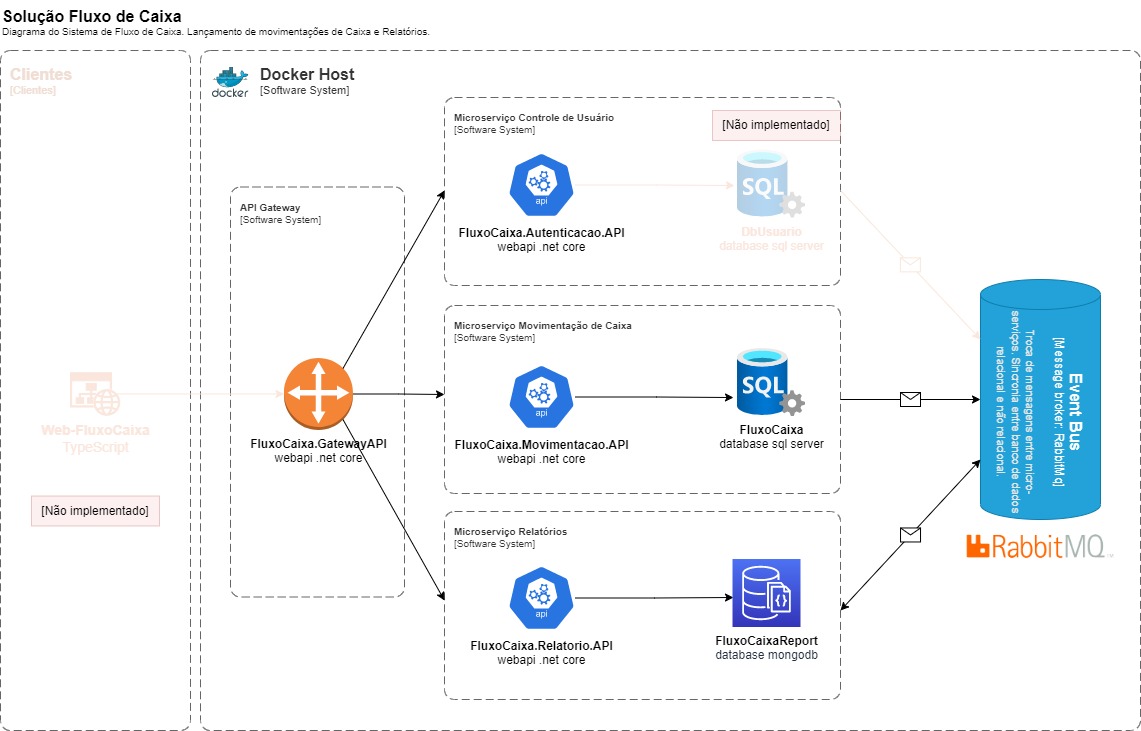 Solução Fluxo de Caixa
Diagrama do Sistema de Fluxo de Caixa. Lançamento de movimentações de Caixa e Relatórios.
Clientes
[Clientes]
Web-FluxoCaixa
TypeScript
[Não implementado]
docker
Docker Host
[Software System]
API Gateway
[Software System]
FluxoCaixa.GatewayAPI
webapi .net core
Microserviço Controle de Usuário
[Software System]
[Não implementado]
api
FluxoCaixa.Autenticacao.API
webapi .net core
SQL
DbUsuario
database sql server
Microserviço Movimentação de Caixa
[Software System]
api
FluxoCaixa.Movimentacao.API
webapi .net core
SQL
FluxoCaixa
database sql server
Microserviço Relatórios
[Software System]
api
FluxoCaixa.Relatorio.API
webapi .net core
{}
FluxoCaixaReport
database mongodb
Event Bus
[Message broker: RabbitMq]
Troca de mensagens entre micro-
serviços. Sincronia entre banco de dados
relacional e não relacional.
RabbitMQ
TM